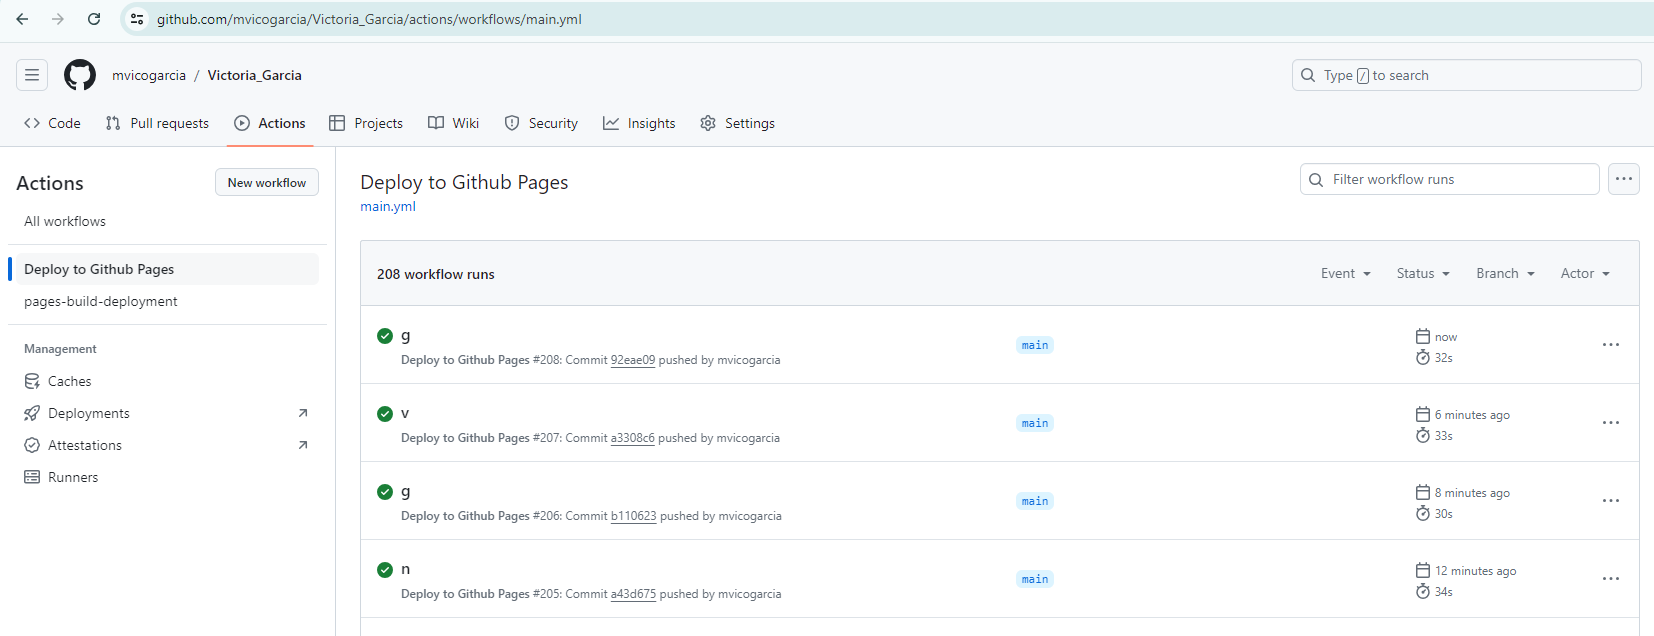 github.com/mvicogarcia/Victoria_Garcia/actions/workflows/main.yml
mvicogarcia / Victoria_Garcia
Type / to search
Code Pull requests Actions Projects Wiki Security Insights Settings
Actions
New workflow
All workflows
Deploy to Github Pages
pages-build-deployment
Management
Caches
Deployments
Attestations
Runners
Deploy to Github Pages
main.yml
Filter workflow runs
208 workflow runs
Event Status Branch Actor
g
Deploy to Github Pages #208: Commit 92eae09 pushed by mvicogarcia
main
now
32s
v
Deploy to Github Pages #207: Commit a3308c6 pushed by mvicogarcia
main
6 minutes ago
33s
g
Deploy to Github Pages #206: Commit b110623 pushed by mvicogarcia
main
8 minutes ago
30s
n
Deploy to Github Pages #205: Commit a43d675 pushed by mvicogarcia
main
12 minutes ago
34s